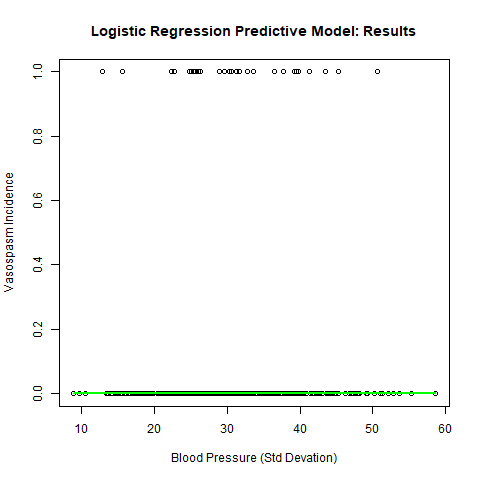 Logistic Regression Predictive Model: Results
1.0
0.8
0.6
0.4
0.2
0.0
Vasospasm Incidence
10 20 30 40 50 60
Blood Pressure (Std Devation)